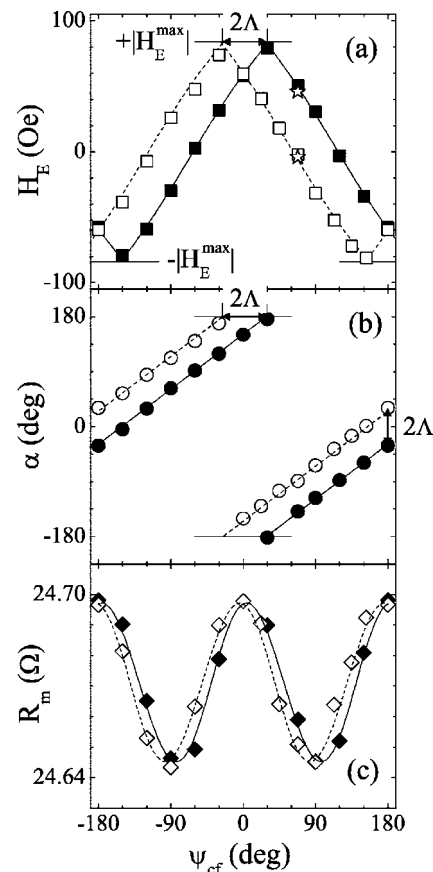 +|H_E^max|
2Λ
(a)
80
0
-100
H_E (Oe)
-|H_E^max|
2Λ
(b)
180
0
-180
α (deg)
2Λ
24.70
24.64
R_m (Ω)
(c)
-180 -90 0 90 180
ψ_cf (deg)